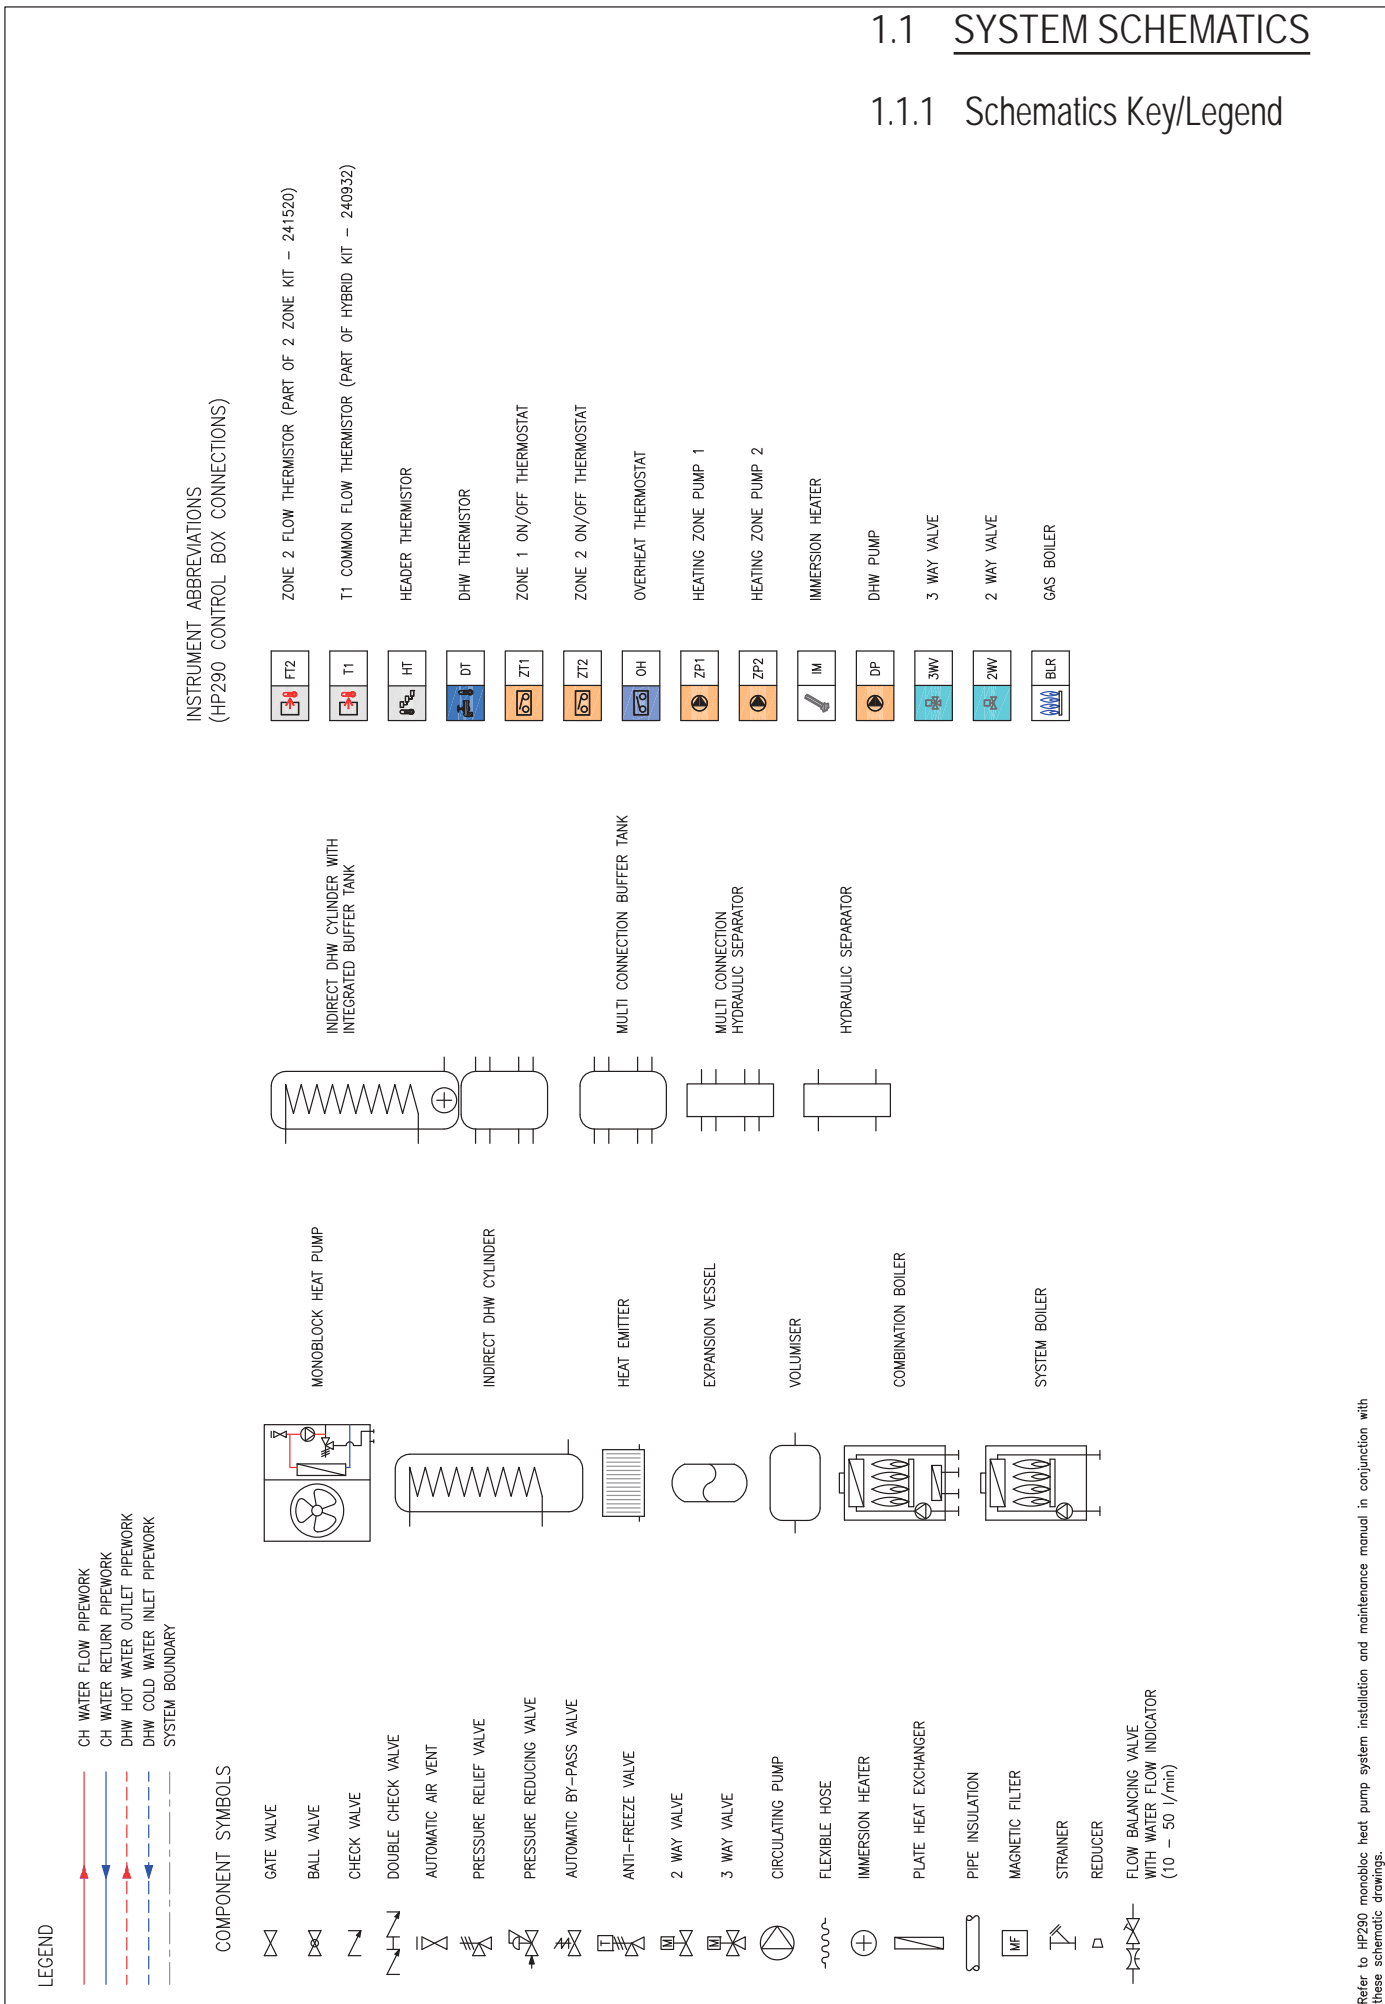 1.1 SYSTEM SCHEMATICS
1.1.1 Schematics Key/Legend
LEGEND
CH WATER FLOW PIPEWORK
CH WATER RETURN PIPEWORK
DHW HOT WATER OUTLET PIPEWORK
DHW COLD WATER INLET PIPEWORK
SYSTEM BOUNDARY
COMPONENT SYMBOLS
GATE VALVE
BALL VALVE
CHECK VALVE
DOUBLE CHECK VALVE
AUTOMATIC AIR VENT
PRESSURE RELIEF VALVE
PRESSURE REDUCING VALVE
AUTOMATIC BY-PASS VALVE
T
ANTI-FREEZE VALVE
M
2 WAY VALVE
M
3 WAY VALVE
CIRCULATING PUMP
FLEXIBLE HOSE
IMMERSION HEATER
PLATE HEAT EXCHANGER
PIPE INSULATION
MF
MAGNETIC FILTER
STRAINER
REDUCER
FLOW BALANCING VALVE
WITH WATER FLOW INDICATOR
(10 - 50 l/min)
MONOBLOCK HEAT PUMP
INDIRECT DHW CYLINDER
HEAT EMITTER
EXPANSION VESSEL
VOLUMISER
COMBINATION BOILER
SYSTEM BOILER
INDIRECT DHW CYLINDER WITH
INTEGRATED BUFFER TANK
MULTI CONNECTION BUFFER TANK
MULTI CONNECTION
HYDRAULIC SEPARATOR
HYDRAULIC SEPARATOR
INSTRUMENT ABBREVIATIONS
(HP290 CONTROL BOX CONNECTIONS)
FT2 ZONE 2 FLOW THERMISTOR (PART OF 2 ZONE KIT - 241520)
T1 T1 COMMON FLOW THERMISTOR (PART OF HYBRID KIT - 240932)
HT HEADER THERMISTOR
DT DHW THERMISTOR
ZT1 ZONE 1 ON/OFF THERMOSTAT
ZT2 ZONE 2 ON/OFF THERMOSTAT
OH OVERHEAT THERMOSTAT
ZP1 HEATING ZONE PUMP 1
ZP2 HEATING ZONE PUMP 2
IM IMMERSION HEATER
DP DHW PUMP
3WV 3 WAY VALVE
2WV 2 WAY VALVE
BLR GAS BOILER
Refer to HP290 monobloc heat pump system installation and maintenance manual in conjunction with
these schematic drawings.